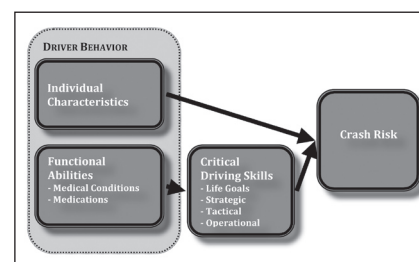 DRIVER BEHAVIOR
Individual
Characteristics
Functional
Abilities
- Medical Conditions
- Medications
Critical
Driving Skills
- Life Goals
- Strategic
- Tactical
- Operational
Crash Risk